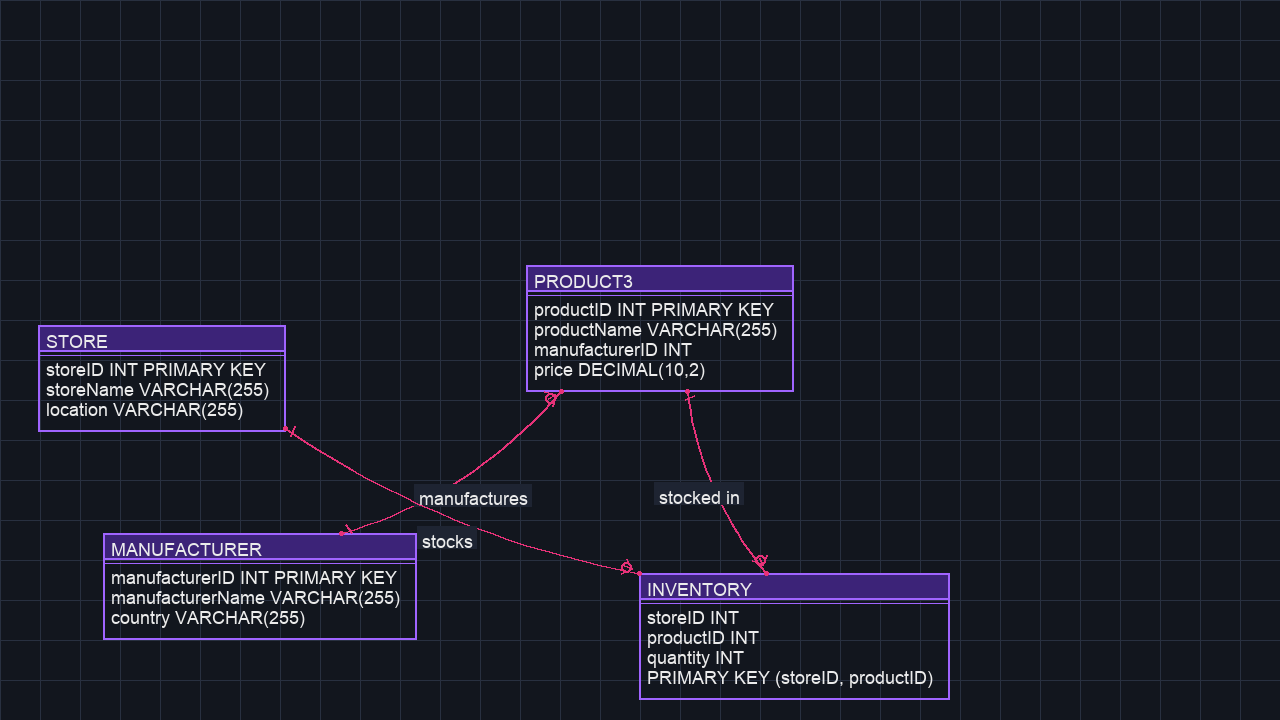 PRODUCT3
productID INT PRIMARY KEY
productName VARCHAR(255)
manufacturerID INT
price DECIMAL(10,2)
STORE
storeID INT PRIMARY KEY
storeName VARCHAR(255)
location VARCHAR(255)
manufactures
stocked in
stocks
MANUFACTURER
manufacturerID INT PRIMARY KEY
manufacturerName VARCHAR(255)
country VARCHAR(255)
INVENTORY
storeID INT
productID INT
quantity INT
PRIMARY KEY (storeID, productID)